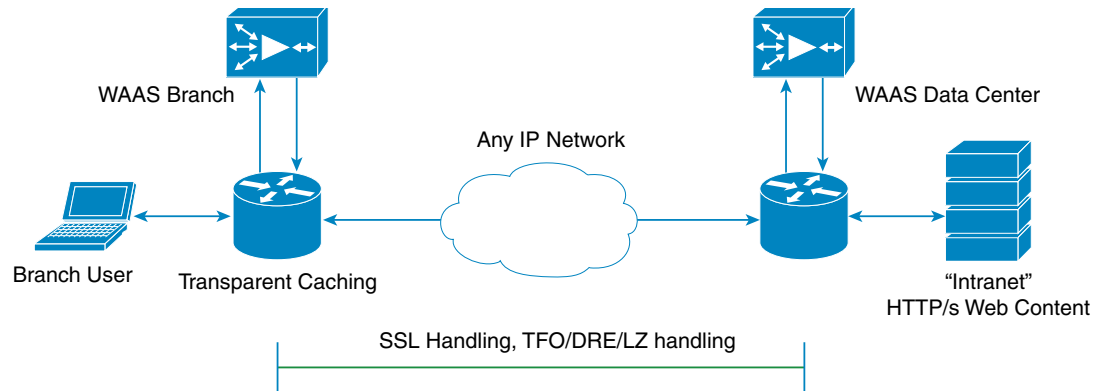 WAAS Branch
WAAS Data Center
Any IP Network
Branch User
Transparent Caching
“Intranet”
HTTP/s Web Content
SSL Handling, TFO/DRE/LZ handling